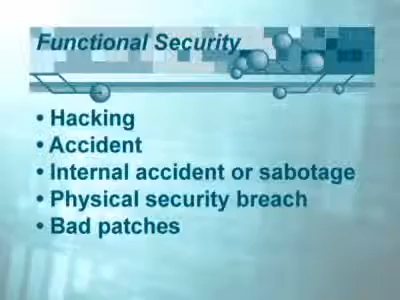 Functional Security
• Hacking
• Accident
• Internal accident or sabotage
• Physical security breach
• Bad patches